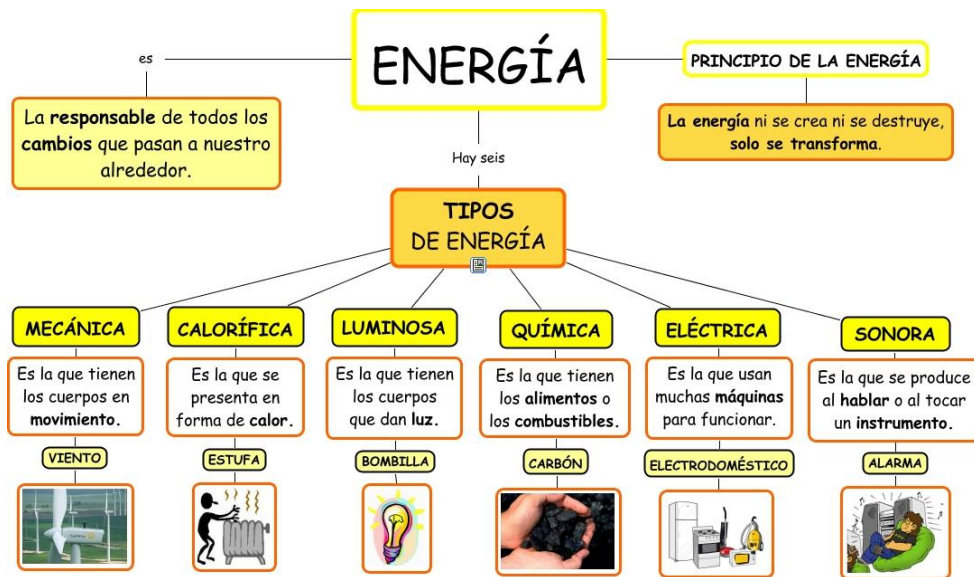 ENERGÍA
es
La responsable de todos los
cambios que pasan a nuestro
alrededor.
PRINCIPIO DE LA ENERGÍA
La energía ni se crea ni se destruye,
solo se transforma.
Hay seis
TIPOS
DE ENERGÍA
MECÁNICA
Es la que tienen
los cuerpos en
movimiento.
VIENTO
CALORÍFICA
Es la que se
presenta en
forma de calor.
ESTUFA
LUMINOSA
Es la que tienen
los cuerpos
que dan luz.
BOMBILLA
QUÍMICA
Es la que tienen
los alimentos o
los combustibles.
CARBÓN
ELÉCTRICA
Es la que usan
muchas máquinas
para funcionar.
ELECTRODOMÉSTICO
SONORA
Es la que se produce
al hablar o al tocar
un instrumento.
ALARMA